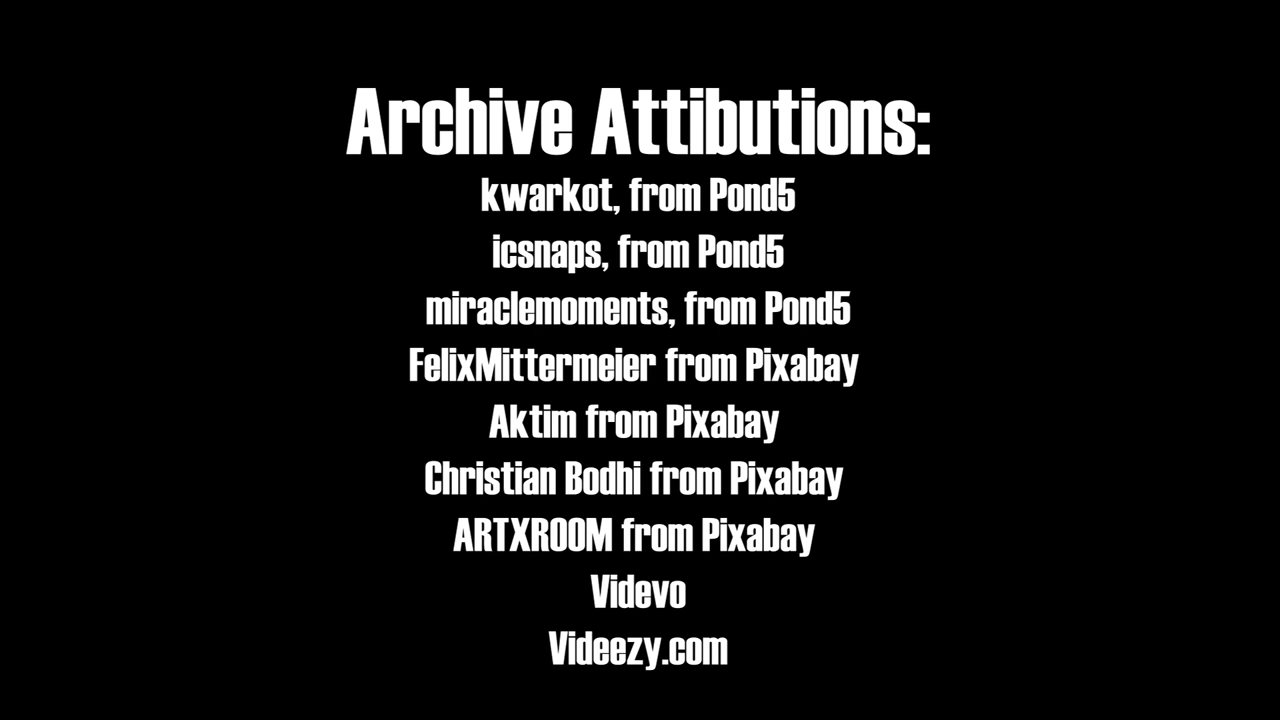 Archive Attibutions:
kwarkot, from Pond5
icsnaps, from Pond5
miraclemoments, from Pond5
FelixMittermeier from Pixabay
Aktim from Pixabay
Christian Bodhi from Pixabay
ARTXROOM from Pixabay
Videvo
Videezy.com